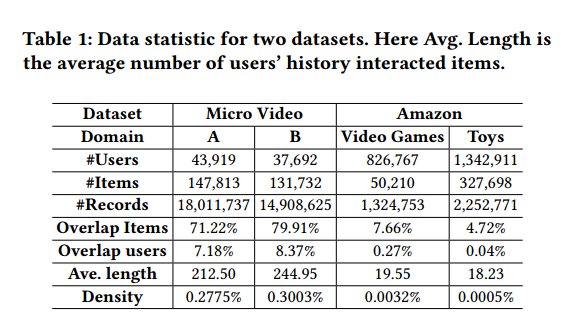 Table 1: Data statistic for two datasets. Here Avg. Length is
the average number of users' history interacted items.
Dataset Micro Video Amazon
Domain A B Video Games Toys
#Users 43,919 37,692 826,767 1,342,911
#Items 147,813 131,732 50,210 327,698
#Records 18,011,737 14,908,625 1,324,753 2,252,771
Overlap Items 71.22% 79.91% 7.66% 4.72%
Overlap users 7.18% 8.37% 0.27% 0.04%
Ave. length 212.50 244.95 19.55 18.23
Density 0.2775% 0.3003% 0.0032% 0.0005%